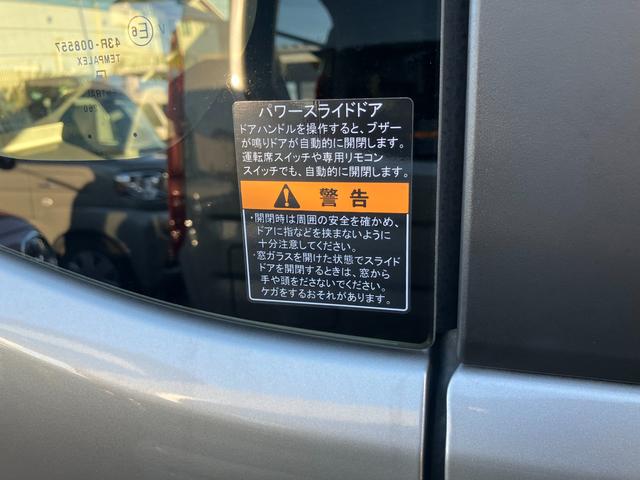 パワースライドドア
ドアハンドルを操作すると、ブザー
が鳴りドアが自動的に開閉します。
運転席スイッチや専用リモコン
スイッチでも、自動的に開閉します。
警告
・開閉時は周囲の安全を確かめ、
ドアに指などを挟まないように
十分注意してください。
・窓ガラスを開けた状態でスライド
ドアを開閉するときは、窓から
手や頭をださないでください。
ケガをするおそれがあります。
V E6
43R-008557
TEMPALEX